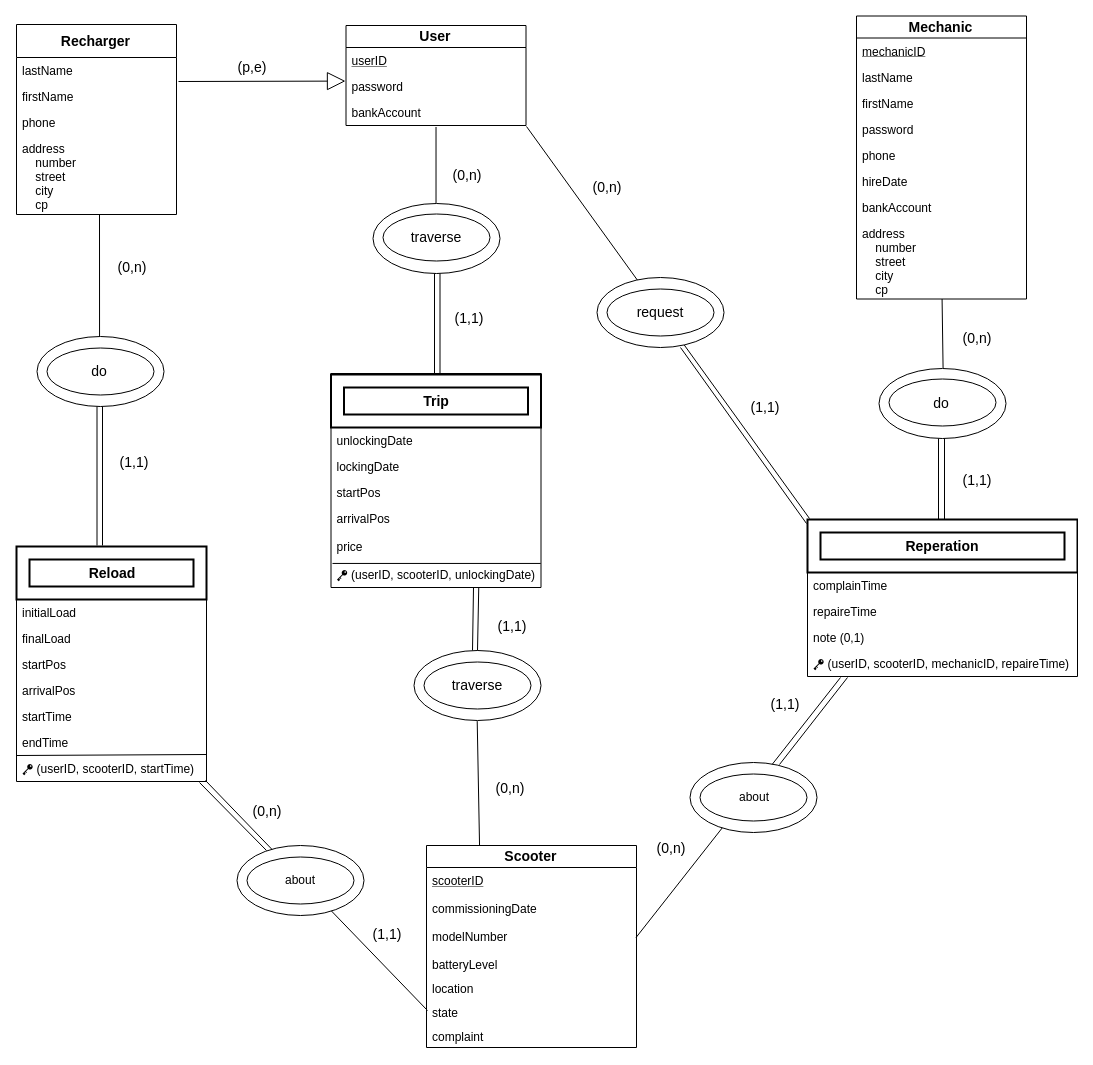 Recharger
lastName
firstName
phone
address
number
street
city
cp
(p,e)
User
userID
password
bankAccount
Mechanic
mechanicID
lastName
firstName
password
phone
hireDate
bankAccount
address
number
street
city
cp
(0,n)
do
(1,1)
(0,n)
traverse
(1,1)
(0,n)
request
(1,1)
(0,n)
do
(1,1)
Reload
initialLoad
finalLoad
startPos
arrivalPos
startTime
endTime
(userID, scooterID, startTime)
Trip
unlockingDate
lockingDate
startPos
arrivalPos
price
(userID, scooterID, unlockingDate)
Reperation
complainTime
repaireTime
note (0,1)
(userID, scooterID, mechanicID, repaireTime)
(0,n)
about
(1,1)
(1,1)
traverse
(0,n)
(1,1)
about
(0,n)
Scooter
scooterID
commissioningDate
modelNumber
batteryLevel
location
state
complaint